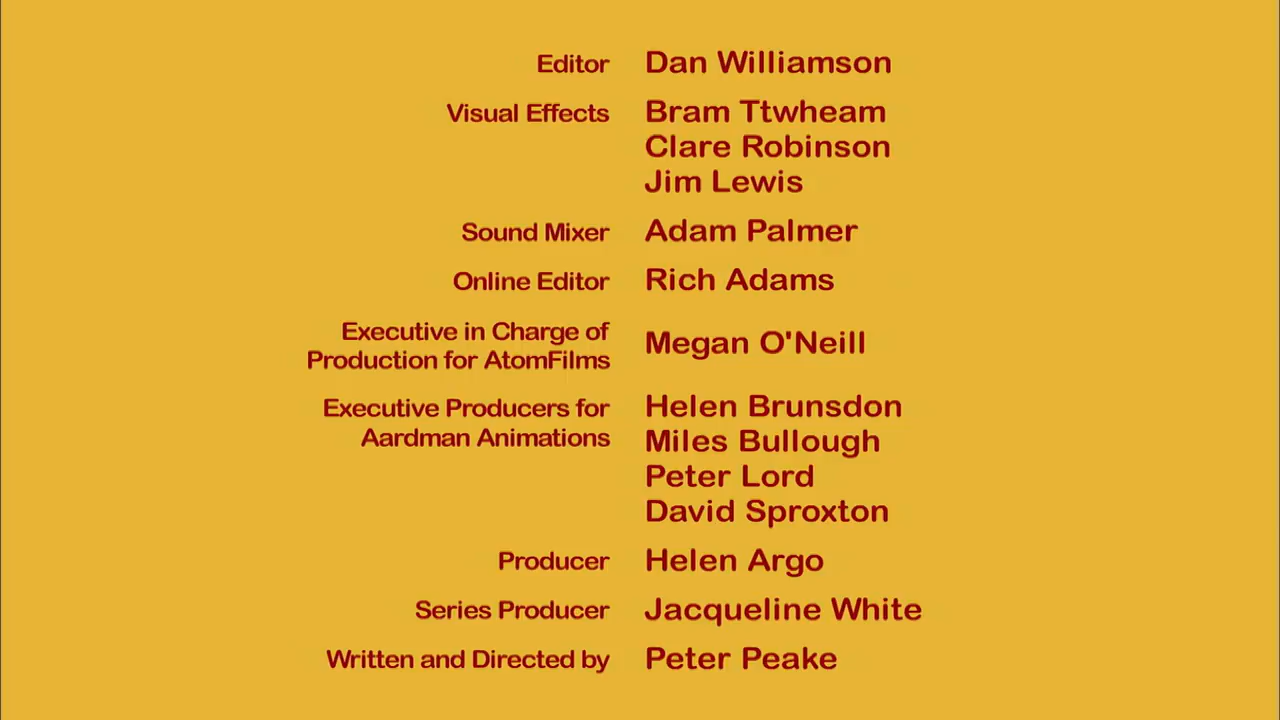 Editor Dan Williamson
Visual Effects Bram Ttwheam
Clare Robinson
Jim Lewis
Sound Mixer Adam Palmer
Online Editor Rich Adams
Executive in Charge of
Production for AtomFilms Megan O'Neill
Executive Producers for Helen Brunsdon
Aardman Animations Miles Bullough
Peter Lord
David Sproxton
Producer Helen Argo
Series Producer Jacqueline White
Written and Directed by Peter Peake